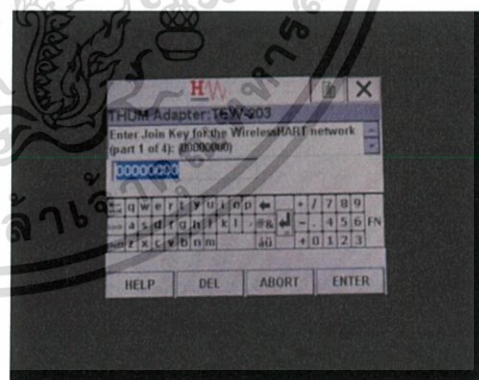 THUM Adapter:TEW-203
Enter Join Key for the WirelessHART network
(part 1 of 4): (00000000)
00000000
q w e r t y u i o p + / 7 8 9
a s d f g h j k l #& - . 4 5 6 FN
z x c v b n m áü + 0 1 2 3
HELP DEL ABORT ENTER